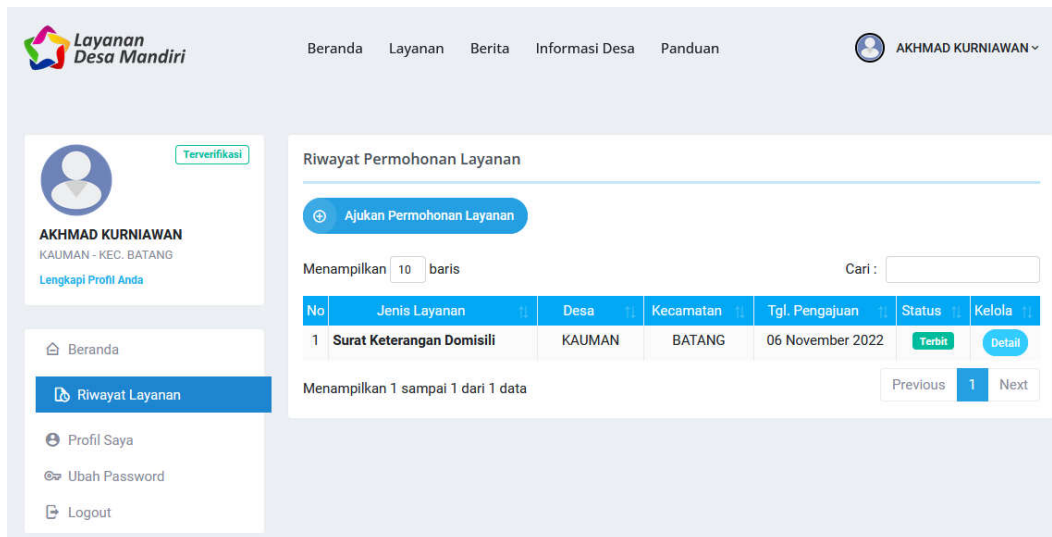 Layanan
Desa Mandiri
Beranda Layanan Berita Informasi Desa Panduan
AKHMAD KURNIAWAN
Terverifikasi
AKHMAD KURNIAWAN
KAUMAN - KEC. BATANG
Lengkapi Profil Anda
Beranda
Riwayat Layanan
Profil Saya
Ubah Password
Logout
Riwayat Permohonan Layanan
Ajukan Permohonan Layanan
Menampilkan 10 baris
Cari :
No Jenis Layanan Desa Kecamatan Tgl. Pengajuan Status Kelola
1 Surat Keterangan Domisili KAUMAN BATANG 06 November 2022 Terbit Detail
Menampilkan 1 sampai 1 dari 1 data
Previous 1 Next